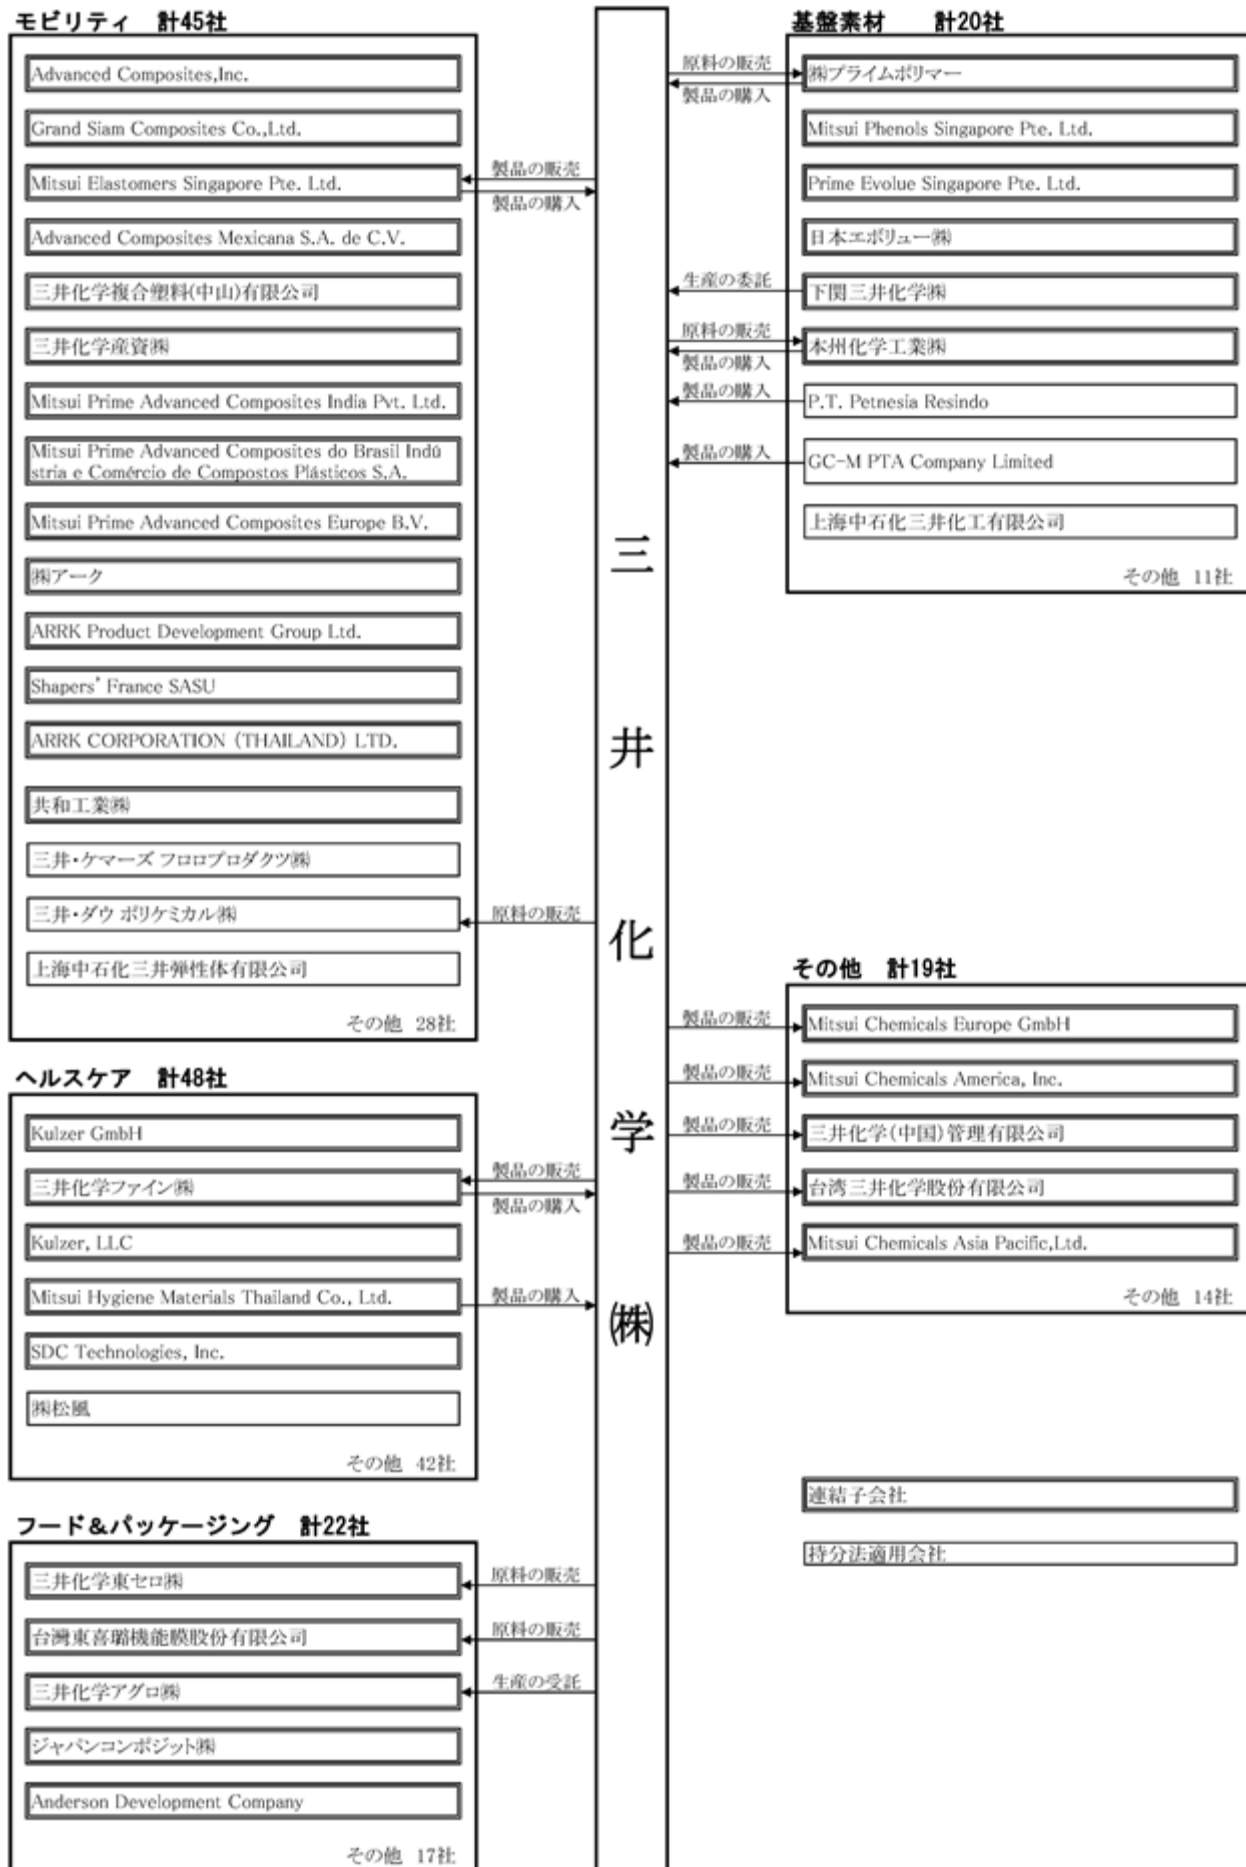 モビリティ 計45社
Advanced Composites,Inc.
Grand Siam Composites Co.,Ltd.
Mitsui Elastomers Singapore Pte. Ltd.
製品の販売
製品の購入
Advanced Composites Mexicana S.A. de C.V.
三井化学複合塑料(中山)有限公司
三井化学産資㈱
Mitsui Prime Advanced Composites India Pvt. Ltd.
Mitsui Prime Advanced Composites do Brasil Indú
stria e Comércio de Compostos Plásticos S.A.
Mitsui Prime Advanced Composites Europe B.V.
㈱アーク
ARRK Product Development Group Ltd.
Shapers' France SASU
ARRK CORPORATION (THAILAND) LTD.
共和工業㈱
三井・ケマーズ フロロプロダクツ㈱
三井・ダウ ポリケミカル㈱
原料の販売
上海中石化三井弾性体有限公司
その他 28社
ヘルスケア 計48社
Kulzer GmbH
三井化学ファイン㈱
製品の販売
製品の購入
Kulzer, LLC
Mitsui Hygiene Materials Thailand Co., Ltd.
製品の購入
SDC Technologies, Inc.
㈱松風
その他 42社
フード&パッケージング 計22社
三井化学東セロ㈱
原料の販売
台灣東喜璐機能膜股份有限公司
原料の販売
三井化学アグロ㈱
生産の受託
ジャパンコンポジット㈱
Anderson Development Company
その他 17社
三井化学㈱
基盤素材 計20社
原料の販売
製品の購入
㈱プライムポリマー
Mitsui Phenols Singapore Pte. Ltd.
Prime Evolue Singapore Pte. Ltd.
日本エボリュー㈱
生産の委託
下関三井化学㈱
原料の販売
製品の購入
本州化学工業㈱
製品の購入
P.T. Petnesia Resindo
製品の購入
GC-M PTA Company Limited
上海中石化三井化工有限公司
その他 11社
その他 計19社
製品の販売
Mitsui Chemicals Europe GmbH
製品の販売
Mitsui Chemicals America, Inc.
製品の販売
三井化学(中国)管理有限公司
製品の販売
台湾三井化学股份有限公司
製品の販売
Mitsui Chemicals Asia Pacific,Ltd.
その他 14社
連結子会社
持分法適用会社